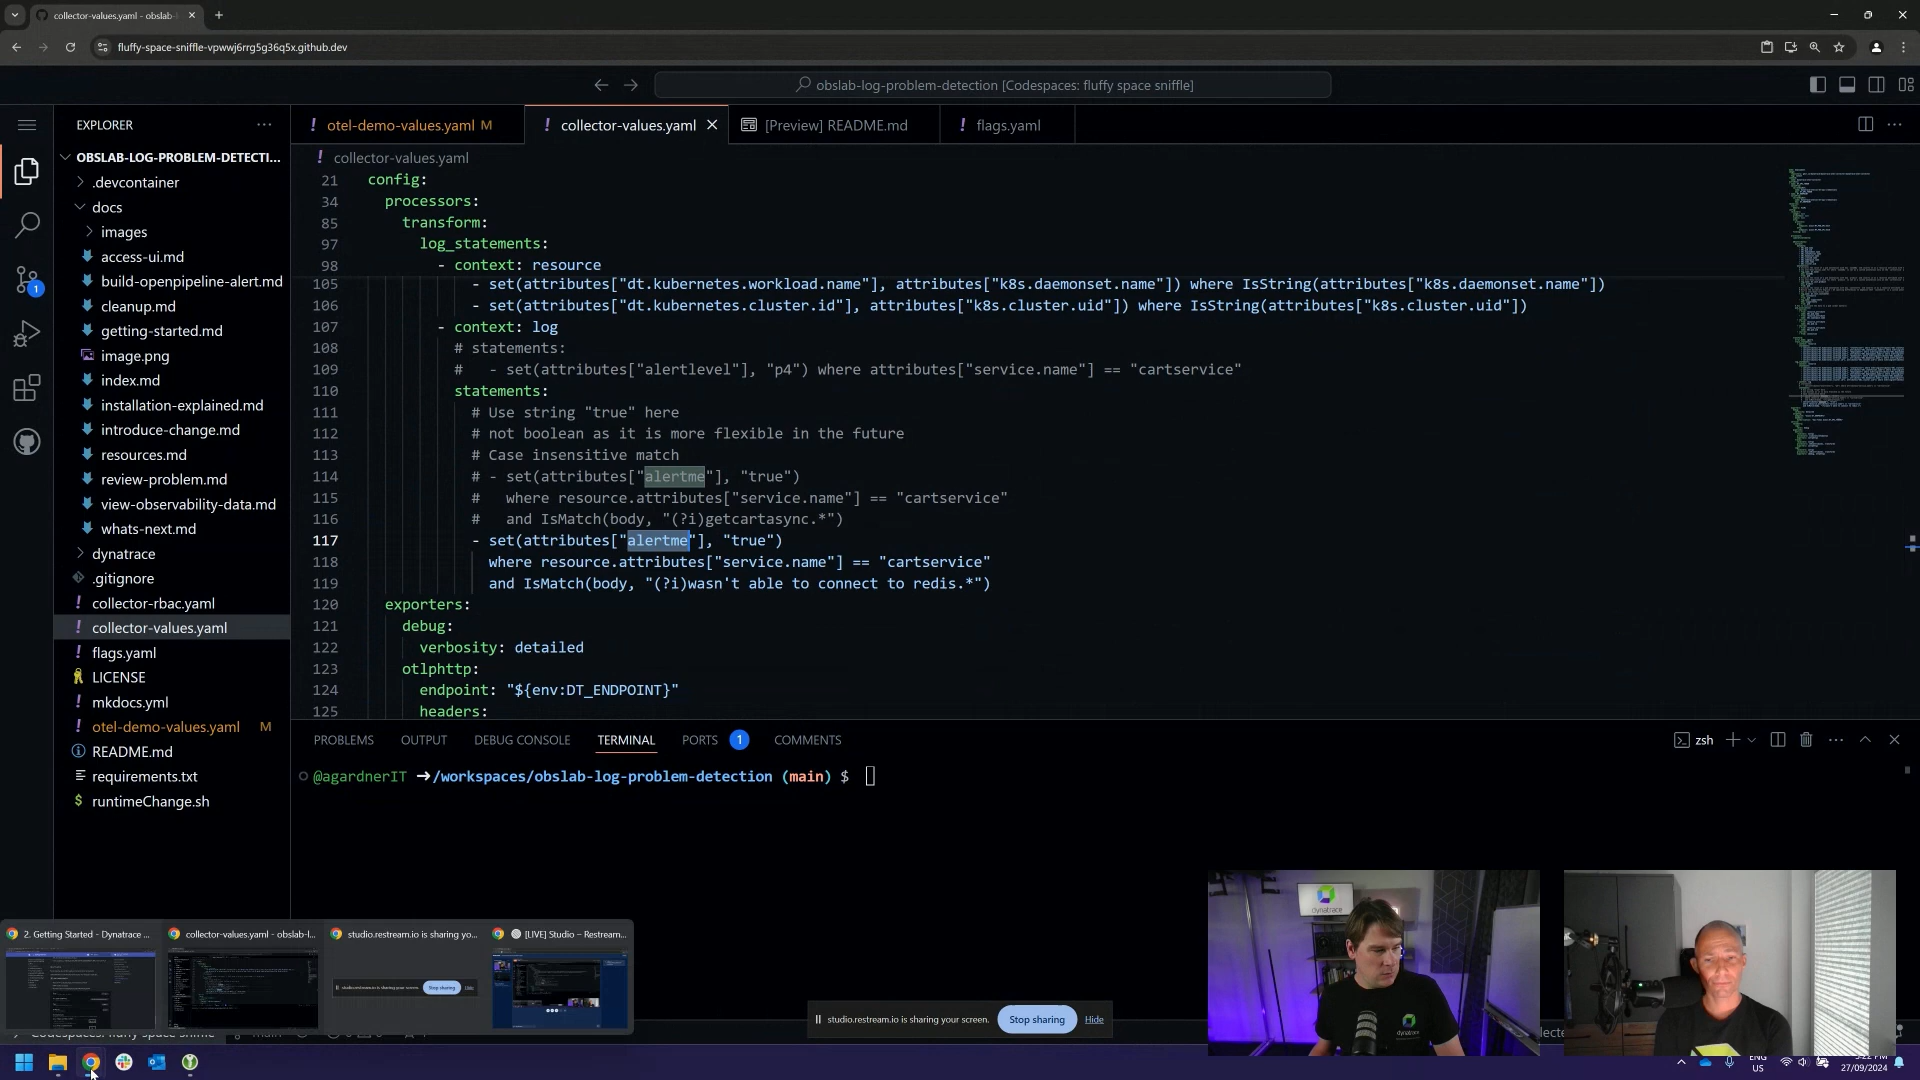 collector-values.yaml - obslab-
fluffy-space-sniffle-vpwwj6rrg5g36q5x.github.dev
obslab-log-problem-detection [Codespaces: fluffy space sniffle]
EXPLORER
OBSLAB-LOG-PROBLEM-DETECTI...
.devcontainer
docs
images
access-ui.md
build-openpipeline-alert.md
cleanup.md
getting-started.md
image.png
index.md
installation-explained.md
introduce-change.md
resources.md
review-problem.md
view-observability-data.md
whats-next.md
dynatrace
.gitignore
collector-rbac.yaml
collector-values.yaml
flags.yaml
LICENSE
mkdocs.yml
otel-demo-values.yaml M
README.md
requirements.txt
runtimeChange.sh
1
otel-demo-values.yaml M
collector-values.yaml
[Preview] README.md
flags.yaml
collector-values.yaml
21 config:
34 processors:
85 transform:
97 log_statements:
98 - context: resource
105 - set(attributes["dt.kubernetes.workload.name"], attributes["k8s.daemonset.name"]) where IsString(attributes["k8s.daemonset.name"])
106 - set(attributes["dt.kubernetes.cluster.id"], attributes["k8s.cluster.uid"]) where IsString(attributes["k8s.cluster.uid"])
107 - context: log
108 # statements:
109 # - set(attributes["alertlevel"], "p4") where attributes["service.name"] == "cartservice"
110 statements:
111 # Use string "true" here
112 # not boolean as it is more flexible in the future
113 # Case insensitive match
114 # - set(attributes["alertme"], "true")
115 # where resource.attributes["service.name"] == "cartservice"
116 # and IsMatch(body, "(?i)getcartasync.*")
117 - set(attributes["alertme"], "true")
118 where resource.attributes["service.name"] == "cartservice"
119 and IsMatch(body, "(?i)wasn't able to connect to redis.*")
120 exporters:
121 debug:
122 verbosity: detailed
123 otlphttp:
124 endpoint: "${env:DT_ENDPOINT}"
125 headers:
PROBLEMS OUTPUT DEBUG CONSOLE TERMINAL PORTS 1 COMMENTS
zsh
@agardnerIT ➜/workspaces/obslab-log-problem-detection (main) $
2. Getting Started - Dynatrace ...
collector-values.yaml - obslab-l...
studio.restream.io is sharing yo...
[LIVE] Studio – Restream...
studio.restream.io is sharing your screen. Stop sharing Hide
studio.restream.io is sharing your screen. Stop sharing Hide
dynatrace
dynatrace
ENG
US
27/09/2024